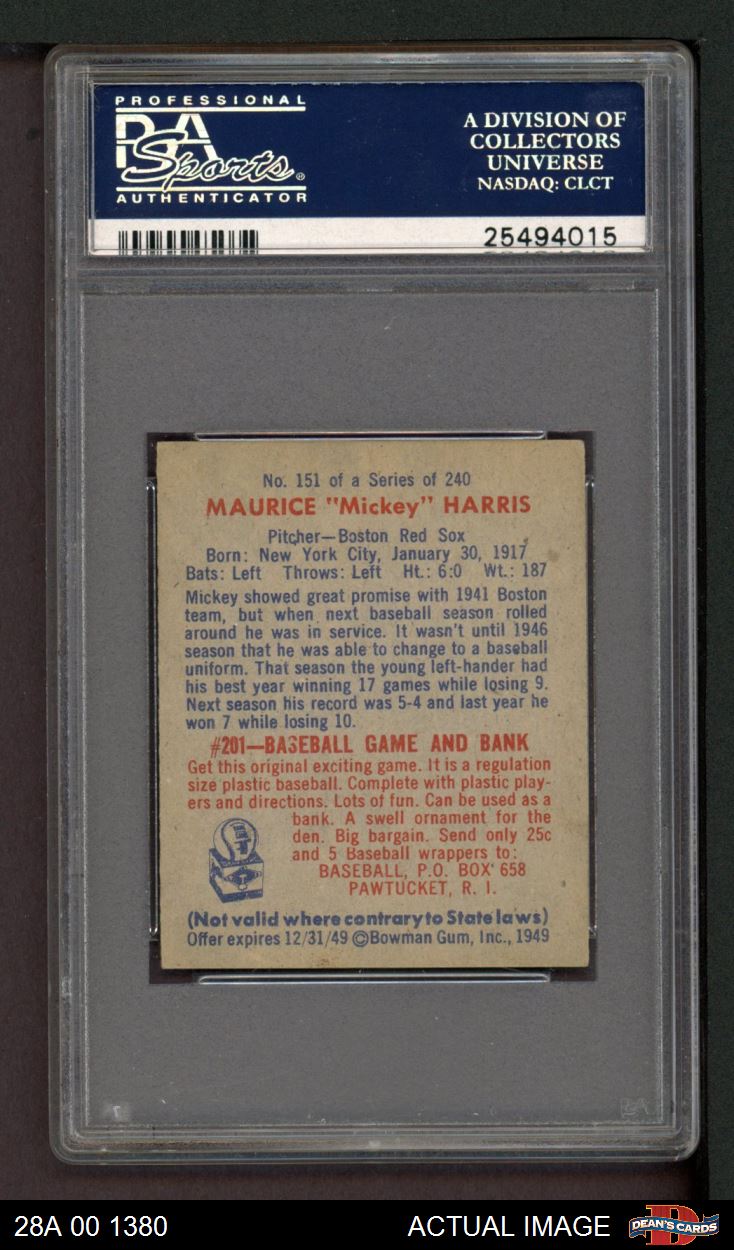 PROFESSIONAL
PSA
Sports®
AUTHENTICATOR
A DIVISION OF
COLLECTORS
UNIVERSE
NASDAQ: CLCT
25494015
No. 151 of a Series of 240
MAURICE "Mickey" HARRIS
Pitcher—Boston Red Sox
Born: New York City, January 30, 1917
Bats: Left Throws: Left Ht.: 6:0 Wt.: 187
Mickey showed great promise with 1941 Boston
team, but when next baseball season rolled
around he was in service. It wasn't until 1946
season that he was able to change to a baseball
uniform. That season the young left-hander had
his best year winning 17 games while losing 9.
Next season his record was 5-4 and last year he
won 7 while losing 10.
#201—BASEBALL GAME AND BANK
Get this original exciting game. It is a regulation
size plastic baseball. Complete with plastic play-
ers and directions. Lots of fun. Can be used as a
bank. A swell ornament for the
den. Big bargain. Send only 25c
and 5 Baseball wrappers to:
BASEBALL, P.O. BOX 658
PAWTUCKET, R. I.
(Not valid where contrary to State laws)
Offer expires 12/31/49 ©Bowman Gum, Inc., 1949
28A 00 1380
ACTUAL IMAGE
DEAN'S CARDS